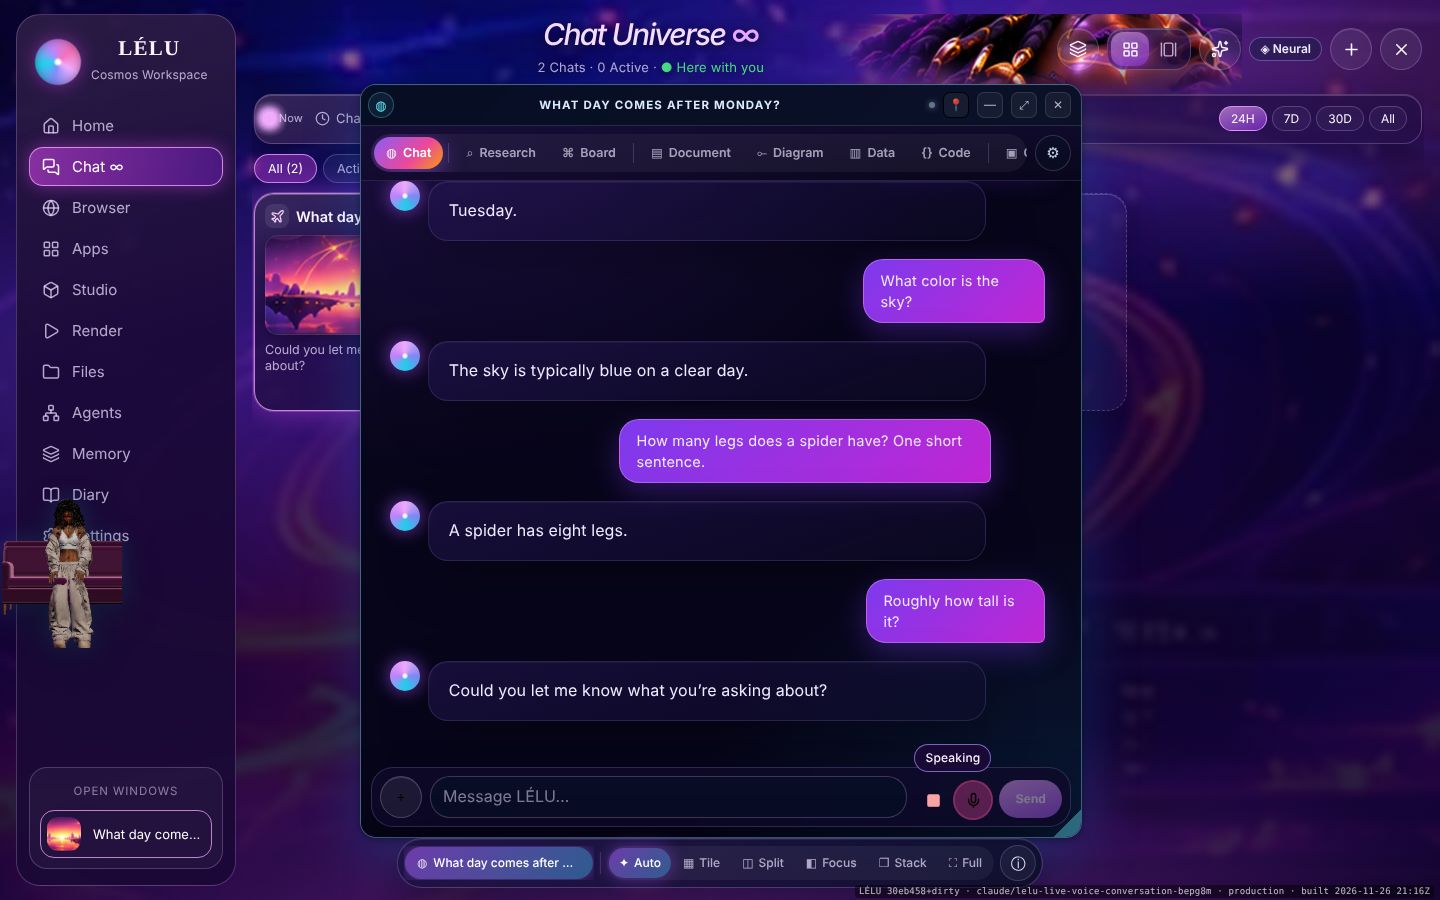 LÉLU
Cosmos Workspace
Home
Chat ∞
Browser
Apps
Studio
Render
Files
Agents
Memory
Diary
ettings
OPEN WINDOWS
What day come...
Chat Universe ∞
2 Chats · 0 Active · ● Here with you
◈ Neural
Now
Cha
24H
7D
30D
All
All (2)
Acti
What day
Could you let me
about?
WHAT DAY COMES AFTER MONDAY?
Chat
Research
Board
Document
Diagram
Data
{} Code
Tuesday.
What color is the
sky?
The sky is typically blue on a clear day.
How many legs does a spider have? One short
sentence.
A spider has eight legs.
Roughly how tall is
it?
Could you let me know what you’re asking about?
Speaking
Message LÉLU...
Send
What day comes after ...
Auto
Tile
Split
Focus
Stack
Full
LÉLU 30eb458+dirty · claude/lelu-live-voice-conversation-bepg8m · production · built 2026-11-26 21:16Z